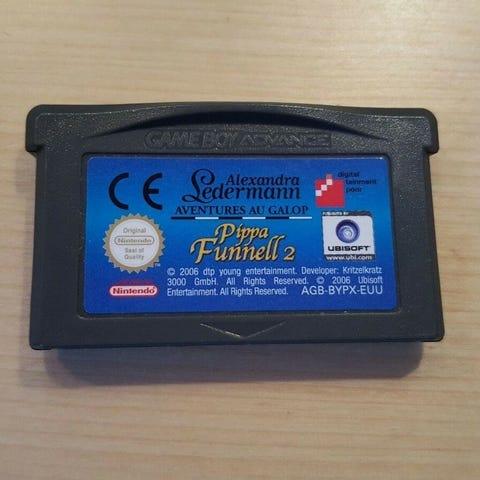 GAME BOY ADVANCE
CE
Alexandra
Ledermann
AVENTURES AU GALOP
Pippa
Funnell 2
digital
tainment
pool
Original
Nintendo
Seal of
Quality
PUBLISHED BY
UBISOFT
www.ubi.com
Nintendo
© 2006 dtp young entertainment. Developer: Kritzelkratz
3000 GmbH. All Rights Reserved. © 2006 Ubisoft
Entertainment. All Rights Reserved. AGB-BYPX-EUU